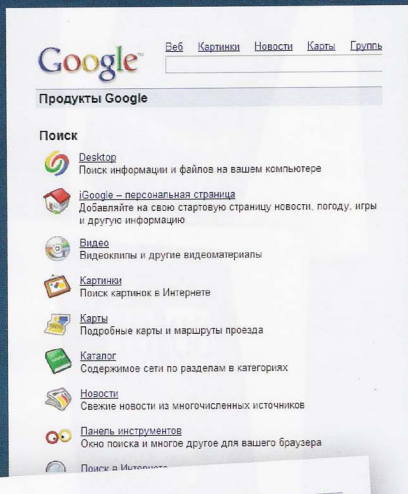 Веб Картинки Новости Карты Группы
Google™
Продукты Google
Поиск
Desktop
Поиск информации и файлов на вашем компьютере
iGoogle – персональная страница
Добавляйте на свою стартовую страницу новости, погоду, игры
и другую информацию
Видео
Видеоклипы и другие видеоматериалы
Картинки
Поиск картинок в Интернете
Карты
Подробные карты и маршруты проезда
Каталог
Содержимое сети по разделам в категориях
Новости
Свежие новости из многочисленных источников
Панель инструментов
Окно поиска и многое другое для вашего браузера
Поиск в Интернете